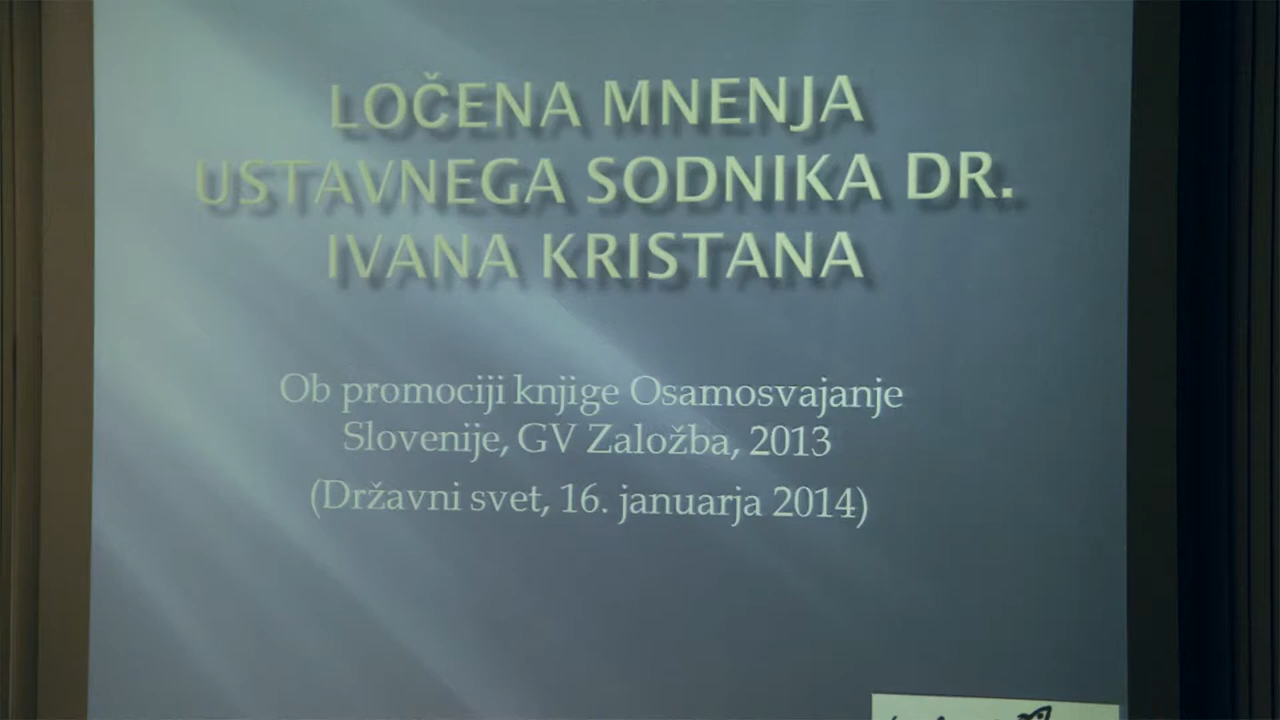 LOČENA MNENJA
USTAVNEGA SODNIKA DR.
IVANA KRISTANA
Ob promociji knjige Osamosvajanje
Slovenije, GV Založba, 2013
(Državni svet, 16. januarja 2014)